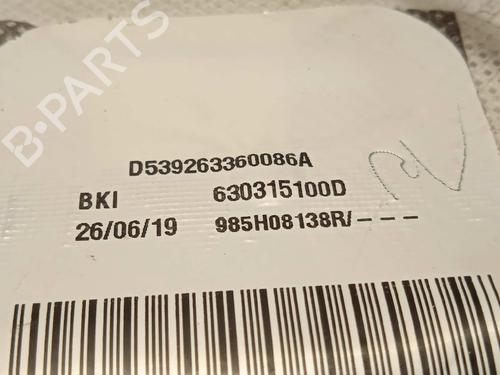 B-PARTS
D539263360086A
BKI 630315100D
26/06/19 985H08138R/---